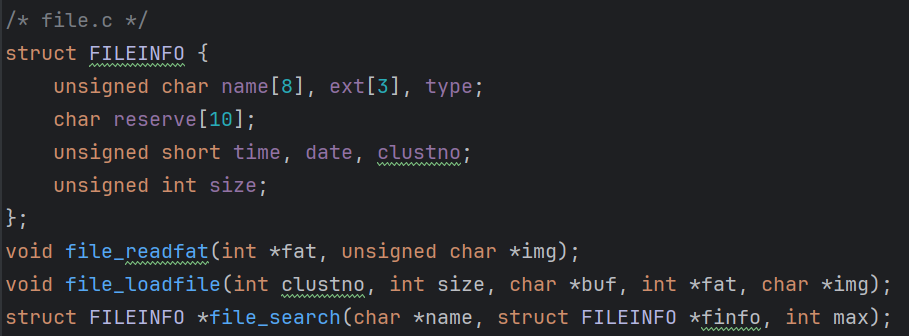 /* file.c */
struct FILEINFO {
    unsigned char name[8], ext[3], type;
    char reserve[10];
    unsigned short time, date, clustno;
    unsigned int size;
};
void file_readfat(int *fat, unsigned char *img);
void file_loadfile(int clustno, int size, char *buf, int *fat, char *img);
struct FILEINFO *file_search(char *name, struct FILEINFO *finfo, int max);